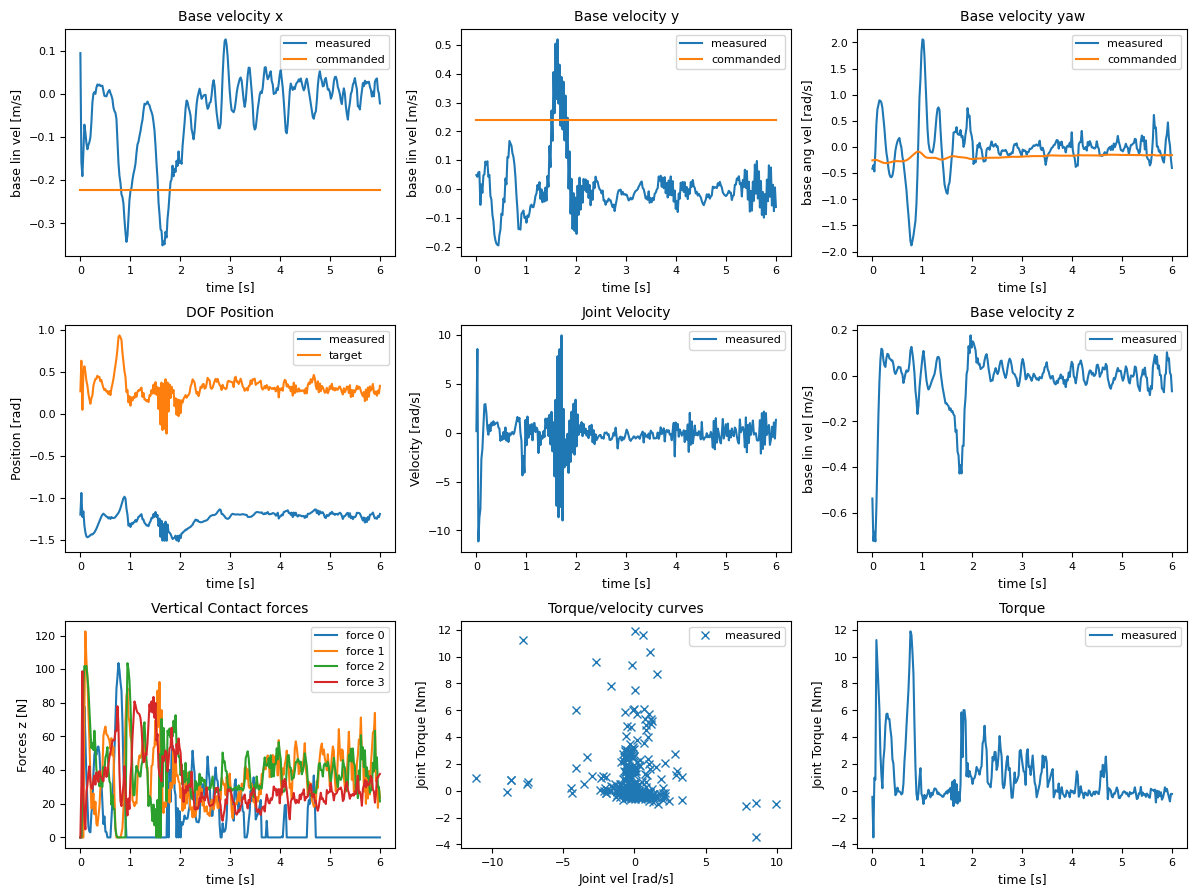 Base velocity x
base lin vel [m/s]
0.1
0.0
−0.1
−0.2
−0.3
0 1 2 3 4 5 6
time [s]
measured
commanded
Base velocity y
base lin vel [m/s]
0.5
0.4
0.3
0.2
0.1
0.0
−0.1
−0.2
0 1 2 3 4 5 6
time [s]
measured
commanded
Base velocity yaw
base ang vel [rad/s]
2.0
1.5
1.0
0.5
0.0
−0.5
−1.0
−1.5
−2.0
0 1 2 3 4 5 6
time [s]
measured
commanded
DOF Position
Position [rad]
1.0
0.5
0.0
−0.5
−1.0
−1.5
0 1 2 3 4 5 6
time [s]
measured
target
Joint Velocity
Velocity [rad/s]
10
5
0
−5
−10
0 1 2 3 4 5 6
time [s]
measured
Base velocity z
base lin vel [m/s]
0.2
0.0
−0.2
−0.4
−0.6
0 1 2 3 4 5 6
time [s]
measured
Vertical Contact forces
Forces z [N]
120
100
80
60
40
20
0
0 1 2 3 4 5 6
time [s]
force 0
force 1
force 2
force 3
Torque/velocity curves
Joint Torque [Nm]
12
10
8
6
4
2
0
−2
−4
−10 −5 0 5 10
Joint vel [rad/s]
measured
Torque
Joint Torque [Nm]
12
10
8
6
4
2
0
−2
−4
0 1 2 3 4 5 6
time [s]
measured